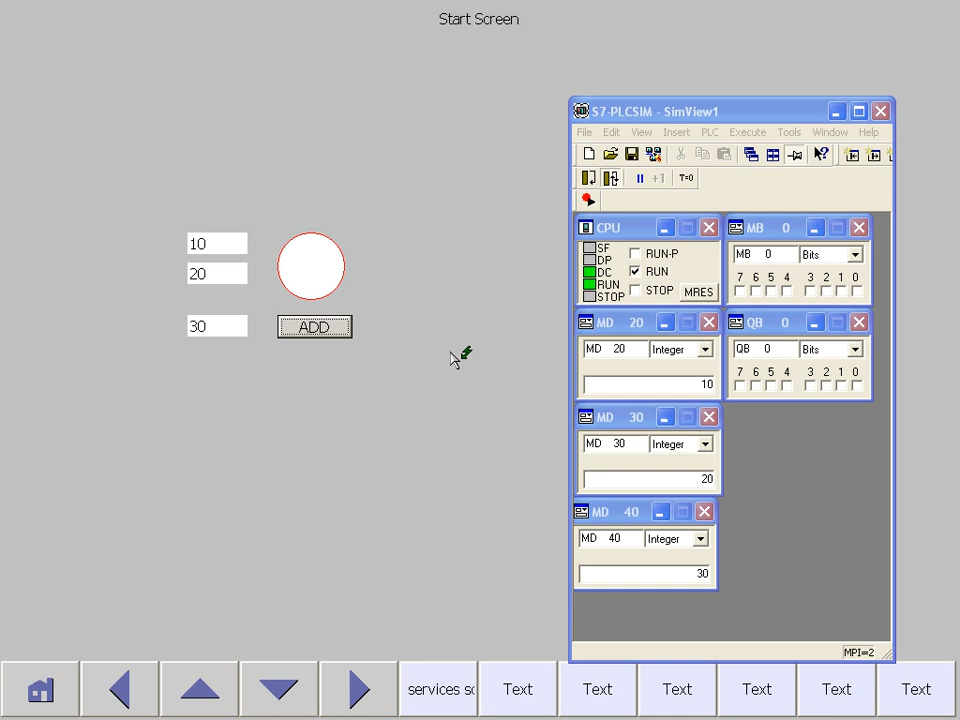 Start Screen
S7-PLCSIM - SimView1
File Edit View Insert PLC Execute Tools Window Help
+1 T=0
CPU
SF
DP
DC
RUN
STOP
RUN-P
RUN
STOP
MRES
MB 0
MB 0 Bits
7 6 5 4 3 2 1 0
10
20
30
ADD
MD 20
MD 20 Integer
10
QB 0
QB 0 Bits
7 6 5 4 3 2 1 0
MD 30
MD 30 Integer
20
MD 40
MD 40 Integer
30
MPI=2
services sc
Text
Text
Text
Text
Text
Text